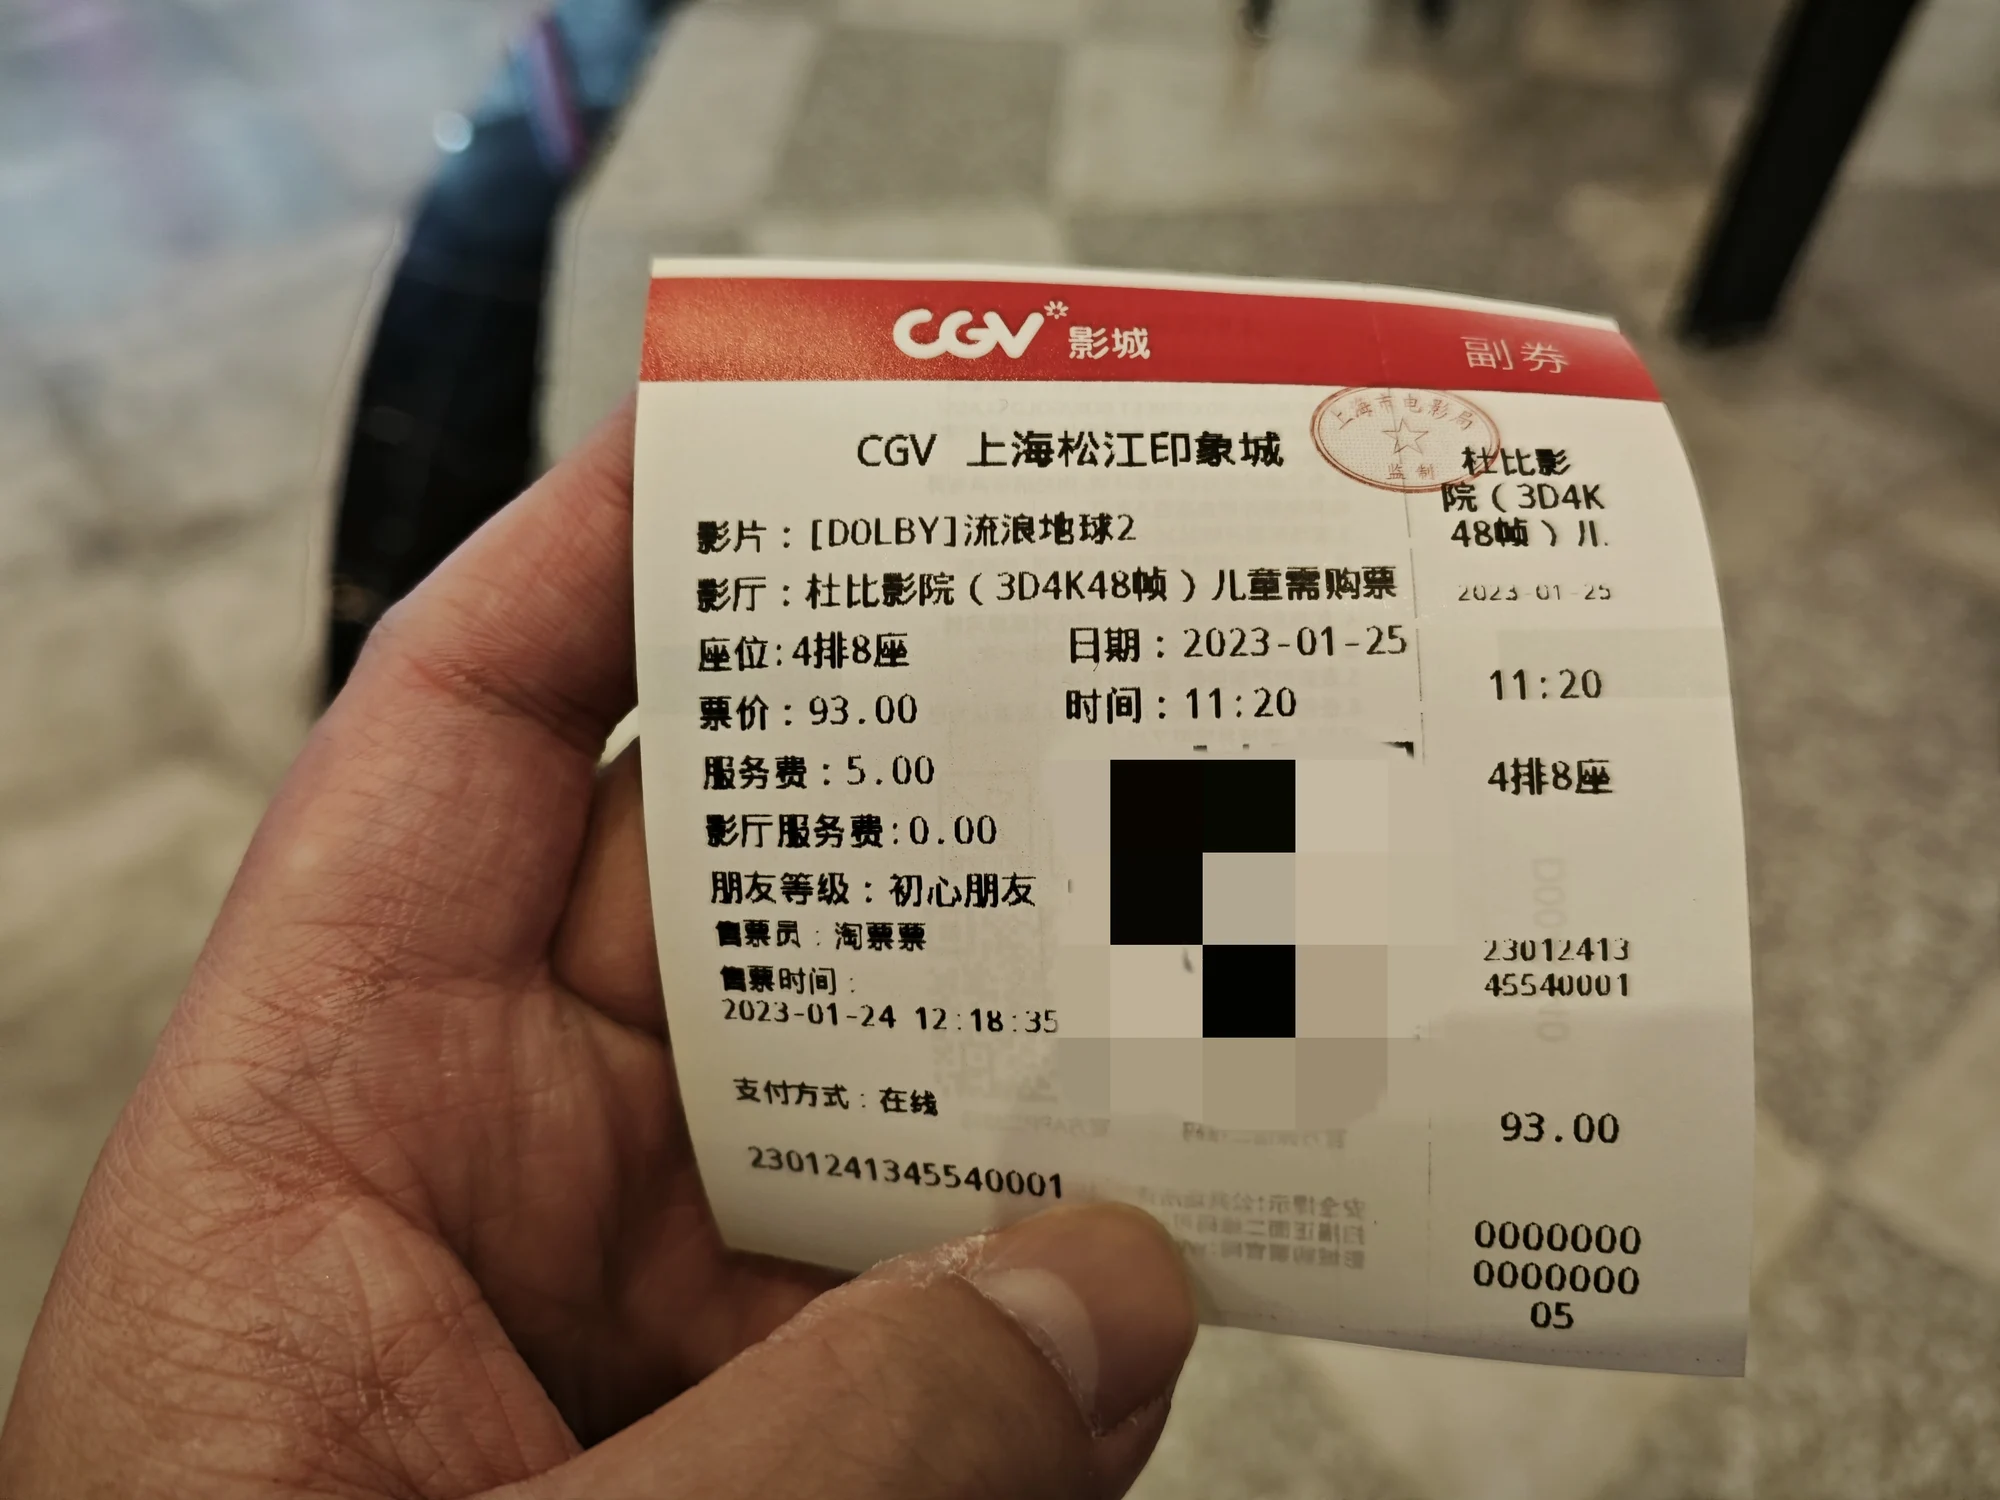 CGV 影城
副券
上海市电影局
监制
CGV 上海松江印象城
影片：[DOLBY]流浪地球2
影厅：杜比影院（3D4K48帧）儿童需购票
座位:4排8座
日期：2023-01-25
票价：93.00
时间：11:20
服务费：5.00
影厅服务费:0.00
朋友等级：初心朋友
售票员：淘票票
售票时间：
2023-01-24 12:18:35
支付方式：在线
2301241345540001
杜比影
院（3D4K
48帧）儿.
2023-01-25
11:20
4排8座
23012413
45540001
93.00
0000000
0000000
05